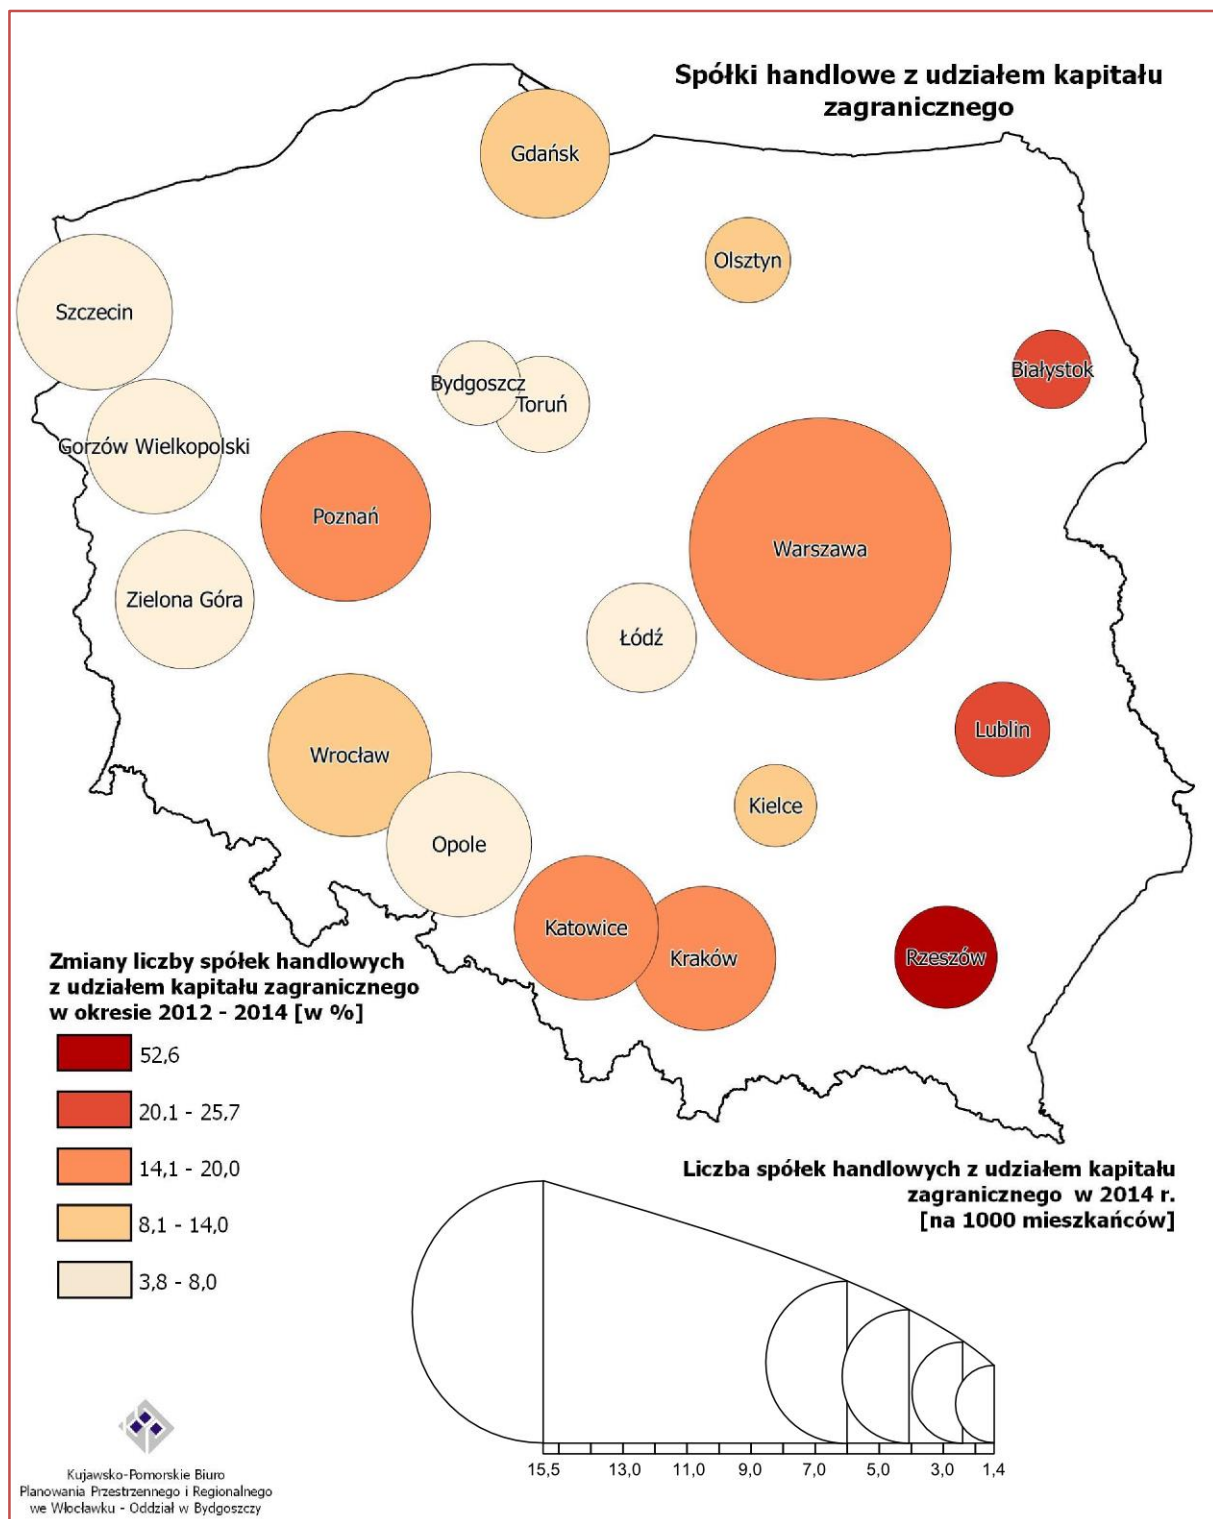 Spółki handlowe z udziałem kapitału
zagranicznego
Gdańsk
Olsztyn
Szczecin
Białystok
Bydgoszcz
Toruń
Gorzów Wielkopolski
Poznań
Warszawa
Zielona Góra
Łódź
Lublin
Wrocław
Kielce
Opole
Katowice
Kraków
Rzeszów
Zmiany liczby spółek handlowych
z udziałem kapitału zagranicznego
w okresie 2012 - 2014 [w %]
52,6
20,1 - 25,7
14,1 - 20,0
8,1 - 14,0
3,8 - 8,0
Liczba spółek handlowych z udziałem kapitału
zagranicznego w 2014 r.
[na 1000 mieszkańców]
15,5 13,0 11,0 9,0 7,0 5,0 3,0 1,4
Kujawsko-Pomorskie Biuro
Planowania Przestrzennego i Regionalnego
we Włocławku - Oddział w Bydgoszczy